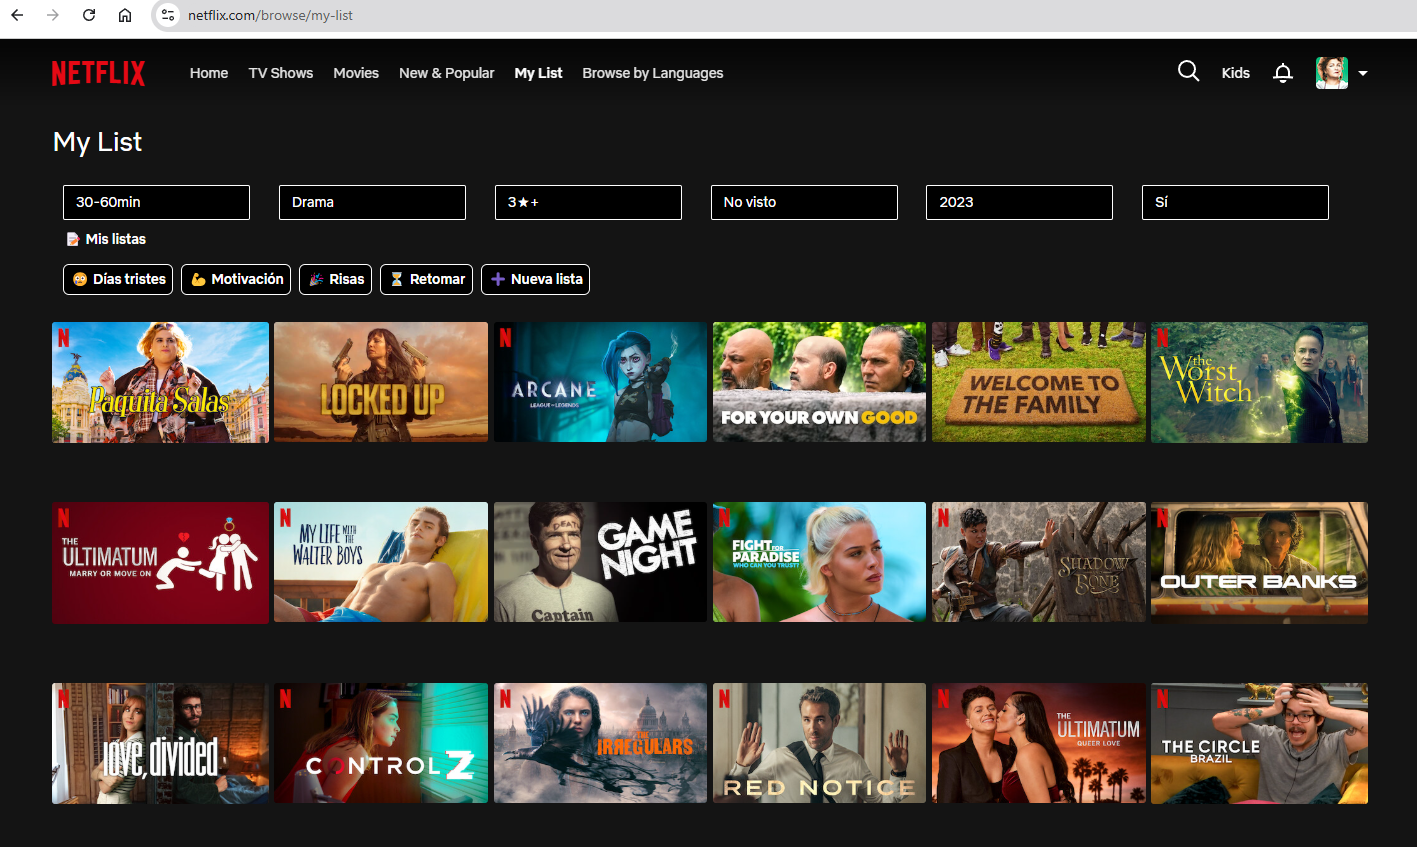 netflix.com/browse/my-list
NETFLIX Home TV Shows Movies New & Popular My List Browse by Languages Kids
My List
30-60min Drama 3★+ No visto 2023 Sí
📝 Mis listas
😳 Días tristes 💪 Motivación 🎉 Risas ⏳ Retomar ➕ Nueva lista
N
Paquita Salas
LOCKED UP
N
ARCANE
LEAGUE OF LEGENDS
FOR YOUR OWN GOOD
WELCOME TO
THE FAMILY
N
the
Worst
Witch
N
THE
ULTIMATUM
MARRY OR MOVE ON
N
MY LIFE WITH
THE
WALTER BOYS
DEAD
GAME
NIGHT
Captain
N
FIGHT FOR
PARADISE
WHO CAN YOU TRUST?
N
SHADOW
AND
BONE
N
OUTER BANKS
N
love, divided
N
CONTROL Z
N
THE
IRREGULARS
N
RED NOTICE
N
THE
ULTIMATUM
QUEER LOVE
N
THE CIRCLE
BRAZIL